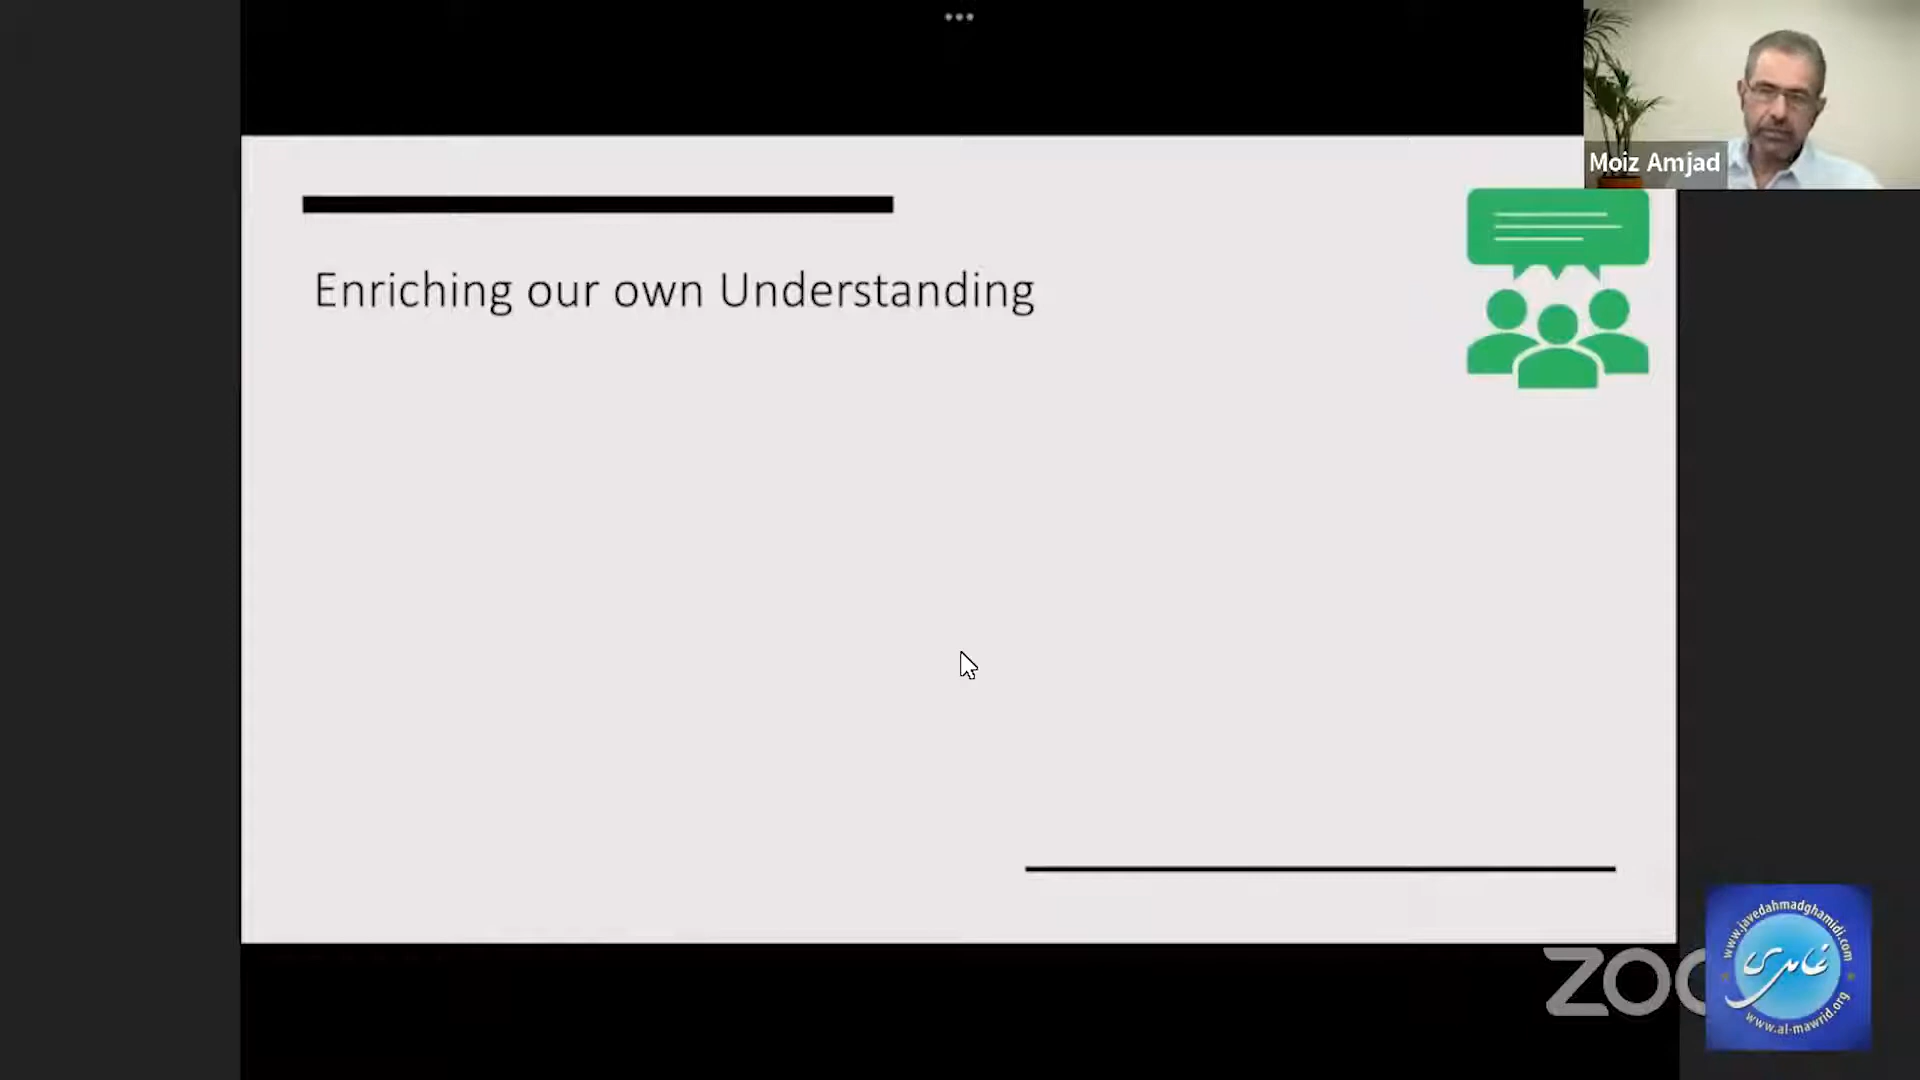 Moiz Amjad
Enriching our own Understanding
www.javedahmadghamidi.com
غامدی
www.al-mawrid.org